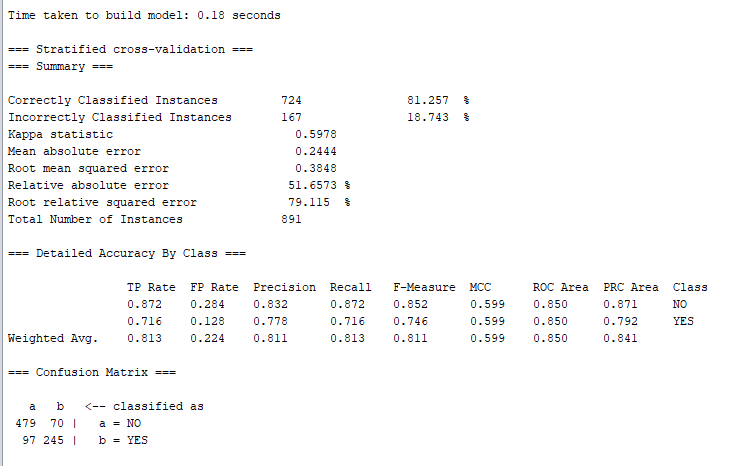 Time taken to build model: 0.18 seconds
=== Stratified cross-validation ===
=== Summary ===
Correctly Classified Instances         724               81.257  %
Incorrectly Classified Instances       167               18.743  %
Kappa statistic                          0.5978
Mean absolute error                      0.2444
Root mean squared error                  0.3848
Relative absolute error                 51.6573 %
Root relative squared error             79.115  %
Total Number of Instances              891
=== Detailed Accuracy By Class ===
                 TP Rate  FP Rate  Precision  Recall   F-Measure  MCC      ROC Area  PRC Area  Class
                 0.872    0.284    0.832      0.872    0.852      0.599    0.850     0.871     NO
                 0.716    0.128    0.778      0.716    0.746      0.599    0.850     0.792     YES
Weighted Avg.    0.813    0.224    0.811      0.813    0.811      0.599    0.850     0.841
=== Confusion Matrix ===
   a   b   <-- classified as
 479  70 |   a = NO
  97 245 |   b = YES